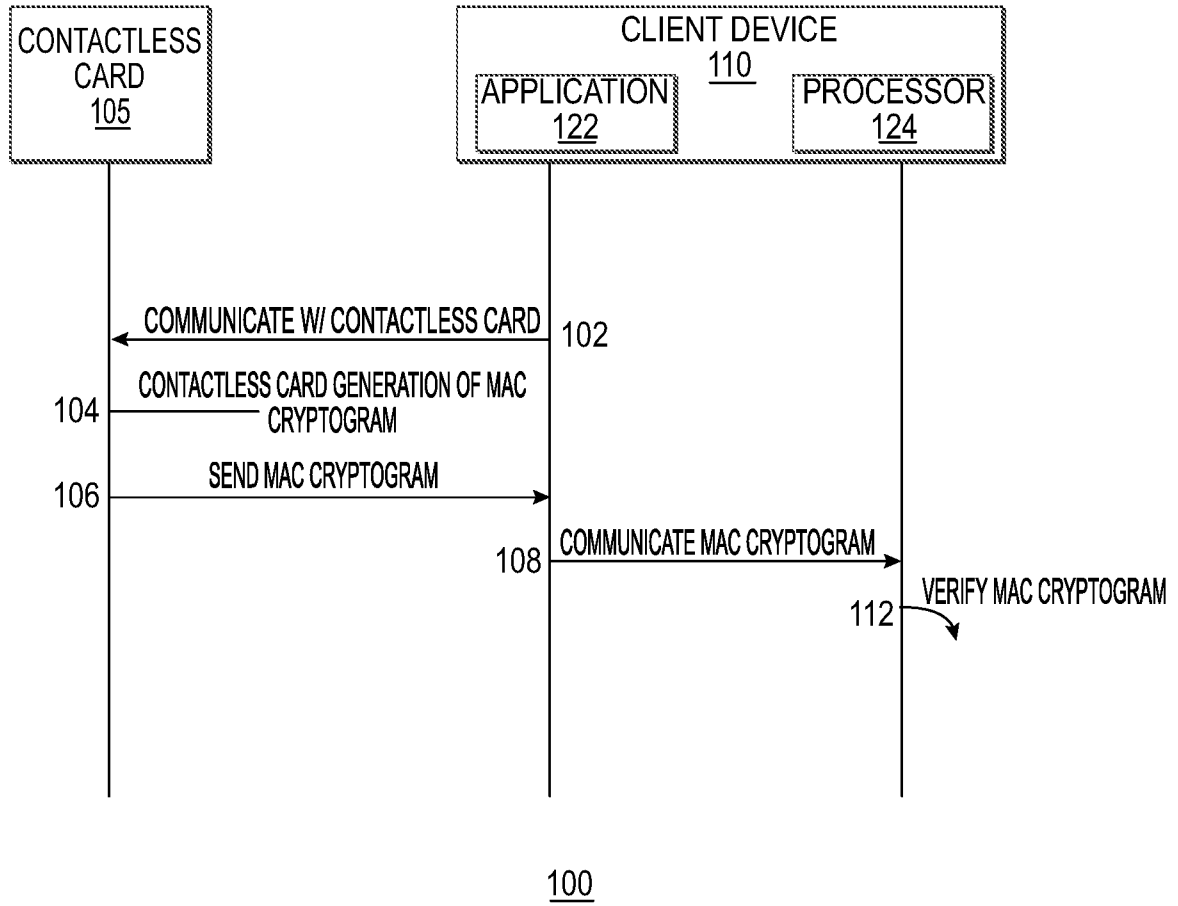 CONTACTLESS
CARD
105
CLIENT DEVICE
110
APPLICATION
122
PROCESSOR
124
COMMUNICATE W/ CONTACTLESS CARD
102
CONTACTLESS CARD GENERATION OF MAC
CRYPTOGRAM
104
SEND MAC CRYPTOGRAM
106
COMMUNICATE MAC CRYPTOGRAM
108
VERIFY MAC CRYPTOGRAM
112
100